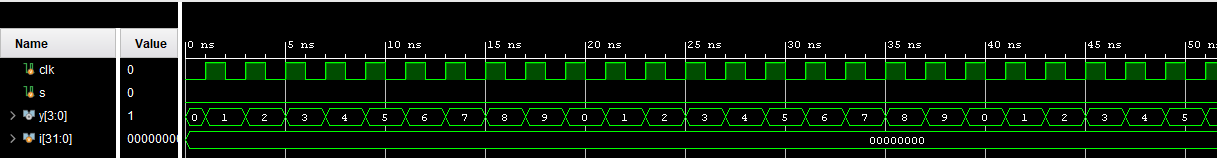 Name Value
0 ns 5 ns 10 ns 15 ns 20 ns 25 ns 30 ns 35 ns 40 ns 45 ns 50 ns
clk 0
s 0
y[3:0] 1 0 1 2 3 4 5 6 7 8 9 0 1 2 3 4 5 6 7 8 9 0 1 2 3 4 5
i[31:0] 00000000 00000000